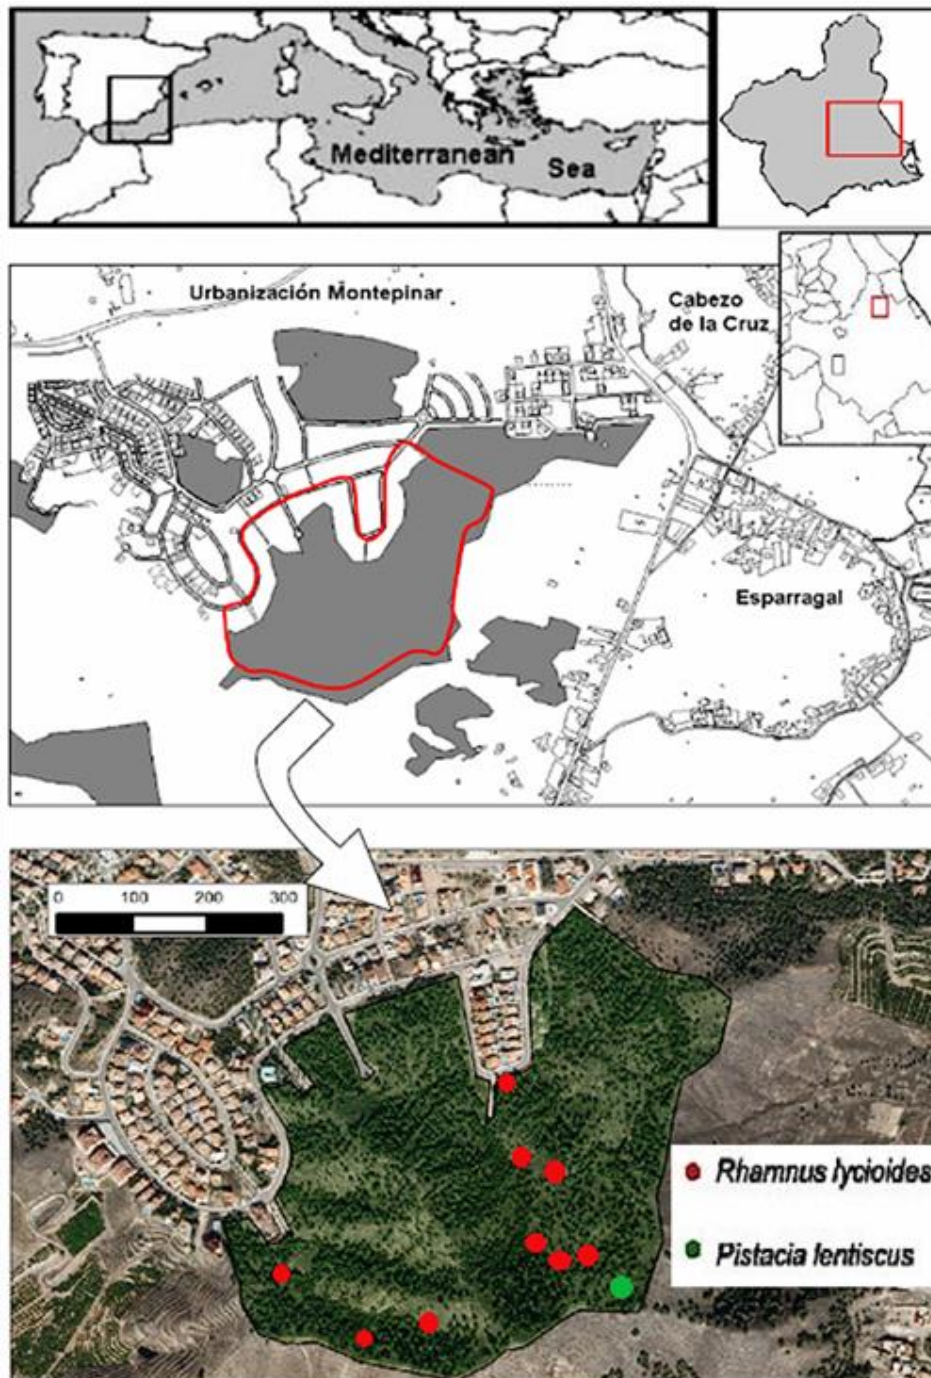 Mediterranean
Sea
Urbanización Montepinar
Cabezo
de la Cruz
Esparragal
0 100 200 300
Rhamnus lycioides
Pistacia lentiscus